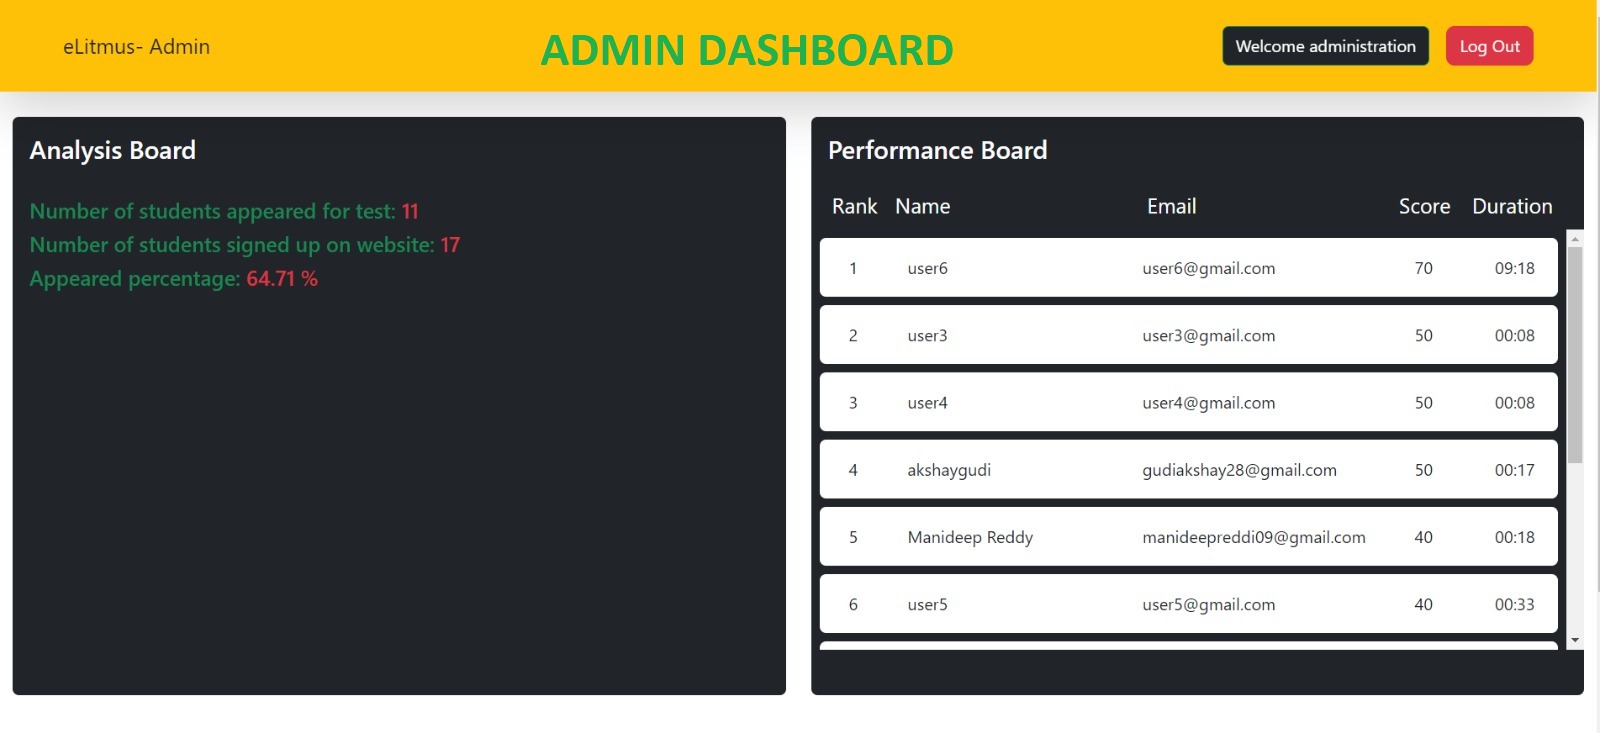 eLitmus- Admin
ADMIN DASHBOARD
Welcome administration
Log Out
Analysis Board
Number of students appeared for test: 11
Number of students signed up on website: 17
Appeared percentage: 64.71 %
Performance Board
Rank Name Email Score Duration
1 user6 user6@gmail.com 70 09:18
2 user3 user3@gmail.com 50 00:08
3 user4 user4@gmail.com 50 00:08
4 akshaygudi gudiakshay28@gmail.com 50 00:17
5 Manideep Reddy manideepreddi09@gmail.com 40 00:18
6 user5 user5@gmail.com 40 00:33